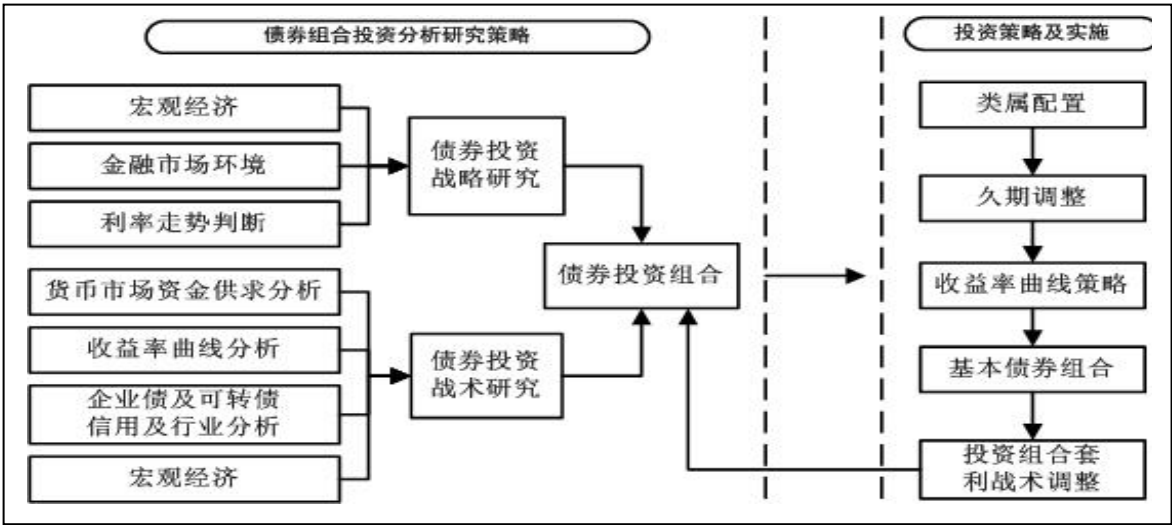 债券组合投资分析研究策略
投资策略及实施
宏观经济
金融市场环境
利率走势判断
债券投资
战略研究
货币市场资金供求分析
收益率曲线分析
企业债及可转债
信用及行业分析
宏观经济
债券投资
战术研究
债券投资组合
类属配置
久期调整
收益率曲线策略
基本债券组合
投资组合套
利战术调整